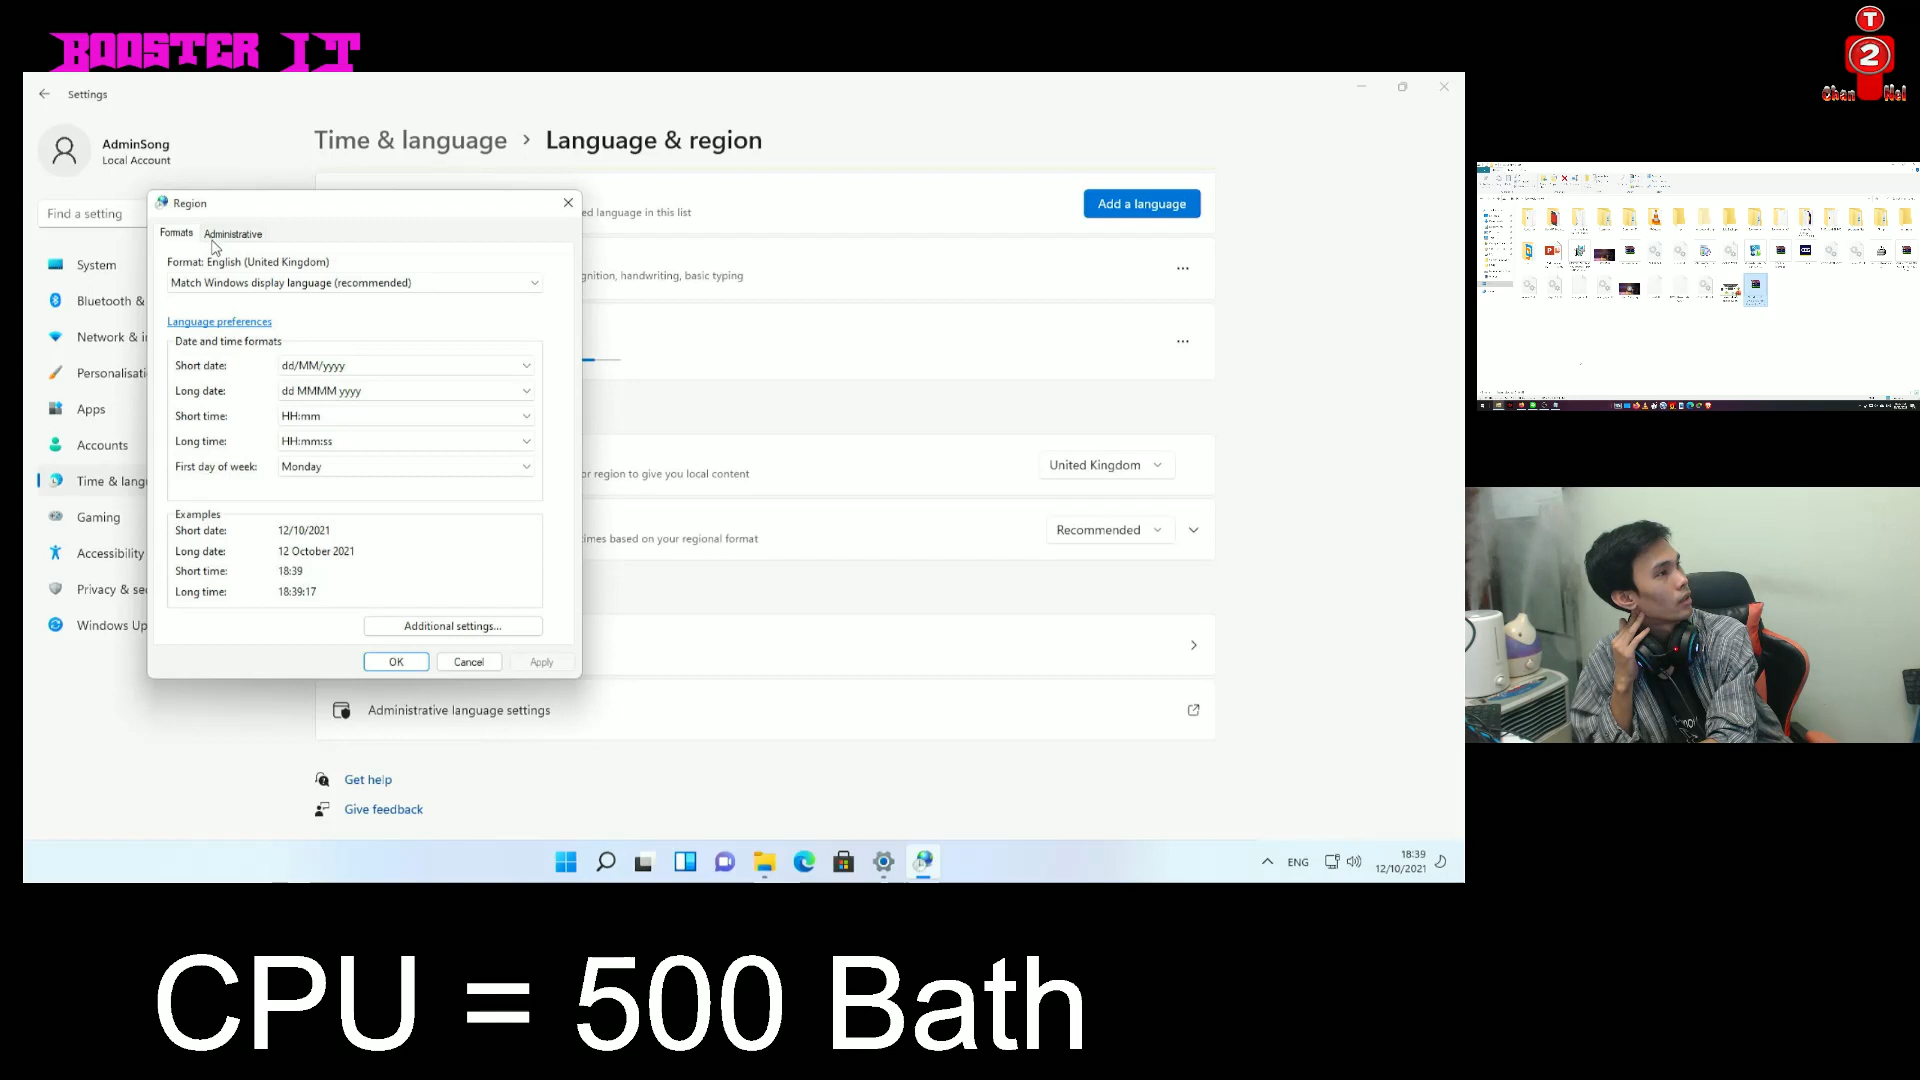 BOOSTER IT
T
2
Chan Nel
Settings
AdminSong
Local Account
Find a setting
System
Bluetooth &
Network & i
Personalisati
Apps
Accounts
Time & lang
Gaming
Accessibility
Privacy & se
Windows Up
Time & language > Language & region
ed language in this list
Add a language
gnition, handwriting, basic typing
or region to give you local content
United Kingdom
imes based on your regional format
Recommended
Administrative language settings
Get help
Give feedback
Region
Formats
Administrative
Format: English (United Kingdom)
Match Windows display language (recommended)
Language preferences
Date and time formats
Short date: dd/MM/yyyy
Long date: dd MMMM yyyy
Short time: HH:mm
Long time: HH:mm:ss
First day of week: Monday
Examples
Short date: 12/10/2021
Long date: 12 October 2021
Short time: 18:39
Long time: 18:39:17
Additional settings...
OK
Cancel
Apply
ENG
18:39
12/10/2021
CPU = 500 Bath